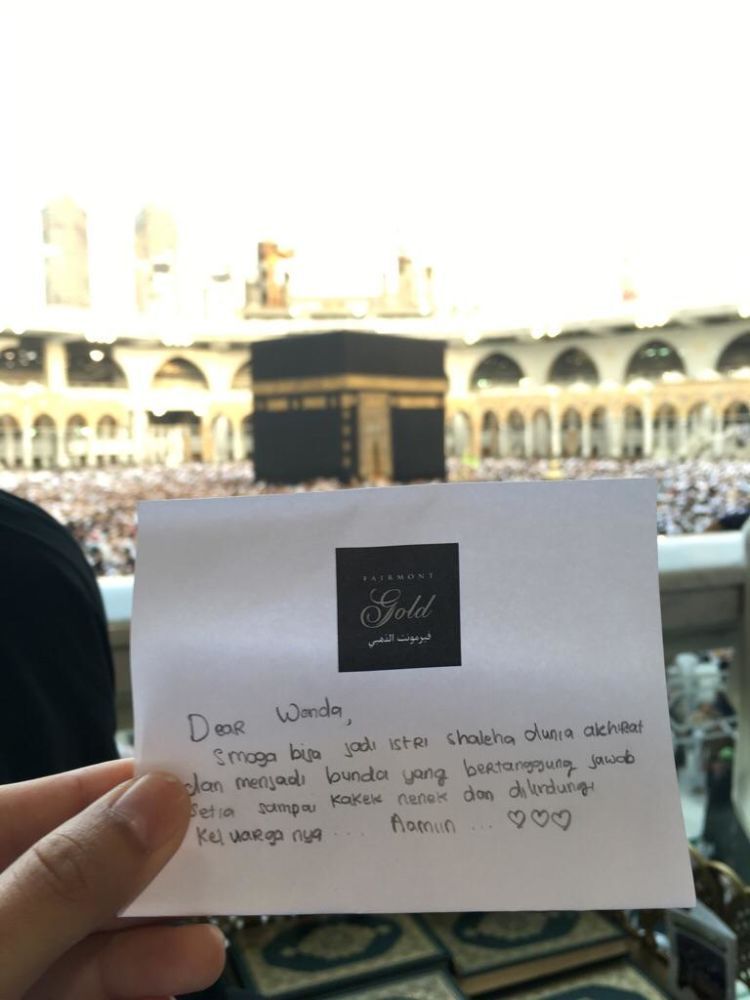 FAIRMONT
Gold
فيرمونت الذهبي
Dear Wanda,
Smoga bisa jadi istri shaleha dunia akhirat
dan menjadi bunda yang bertanggung jawab
setia sampai kakek nenek dan dilindungi
keluarga nya ... Aamiin ... ♡♡♡